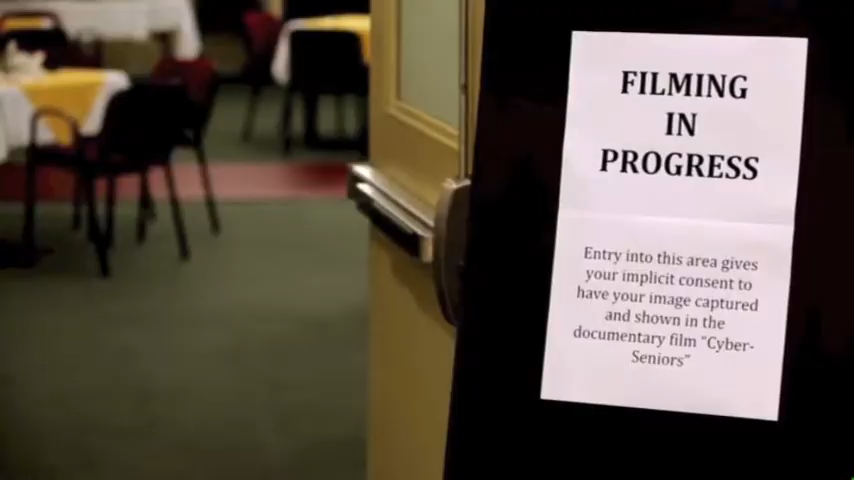 FILMING
IN
PROGRESS
Entry into this area gives
your implicit consent to
have your image captured
and shown in the
documentary film "Cyber-
Seniors"